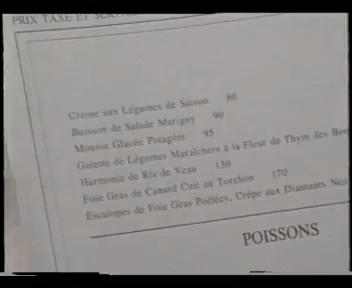 PRIX TAXE ET SERV
Crème aux Légumes de Saison 80
Buisson de Salade Marigny 90
Mousse Glacée Potagère 95
Galette de Légumes Maraîchers à la Fleur de Thym des
Harmonie de Ris de Veau 130
Foie Gras de Canard Cuit au Torchon 170
Escalopes de Foie Gras Poêlées, Crêpe aux Diamants
POISSONS